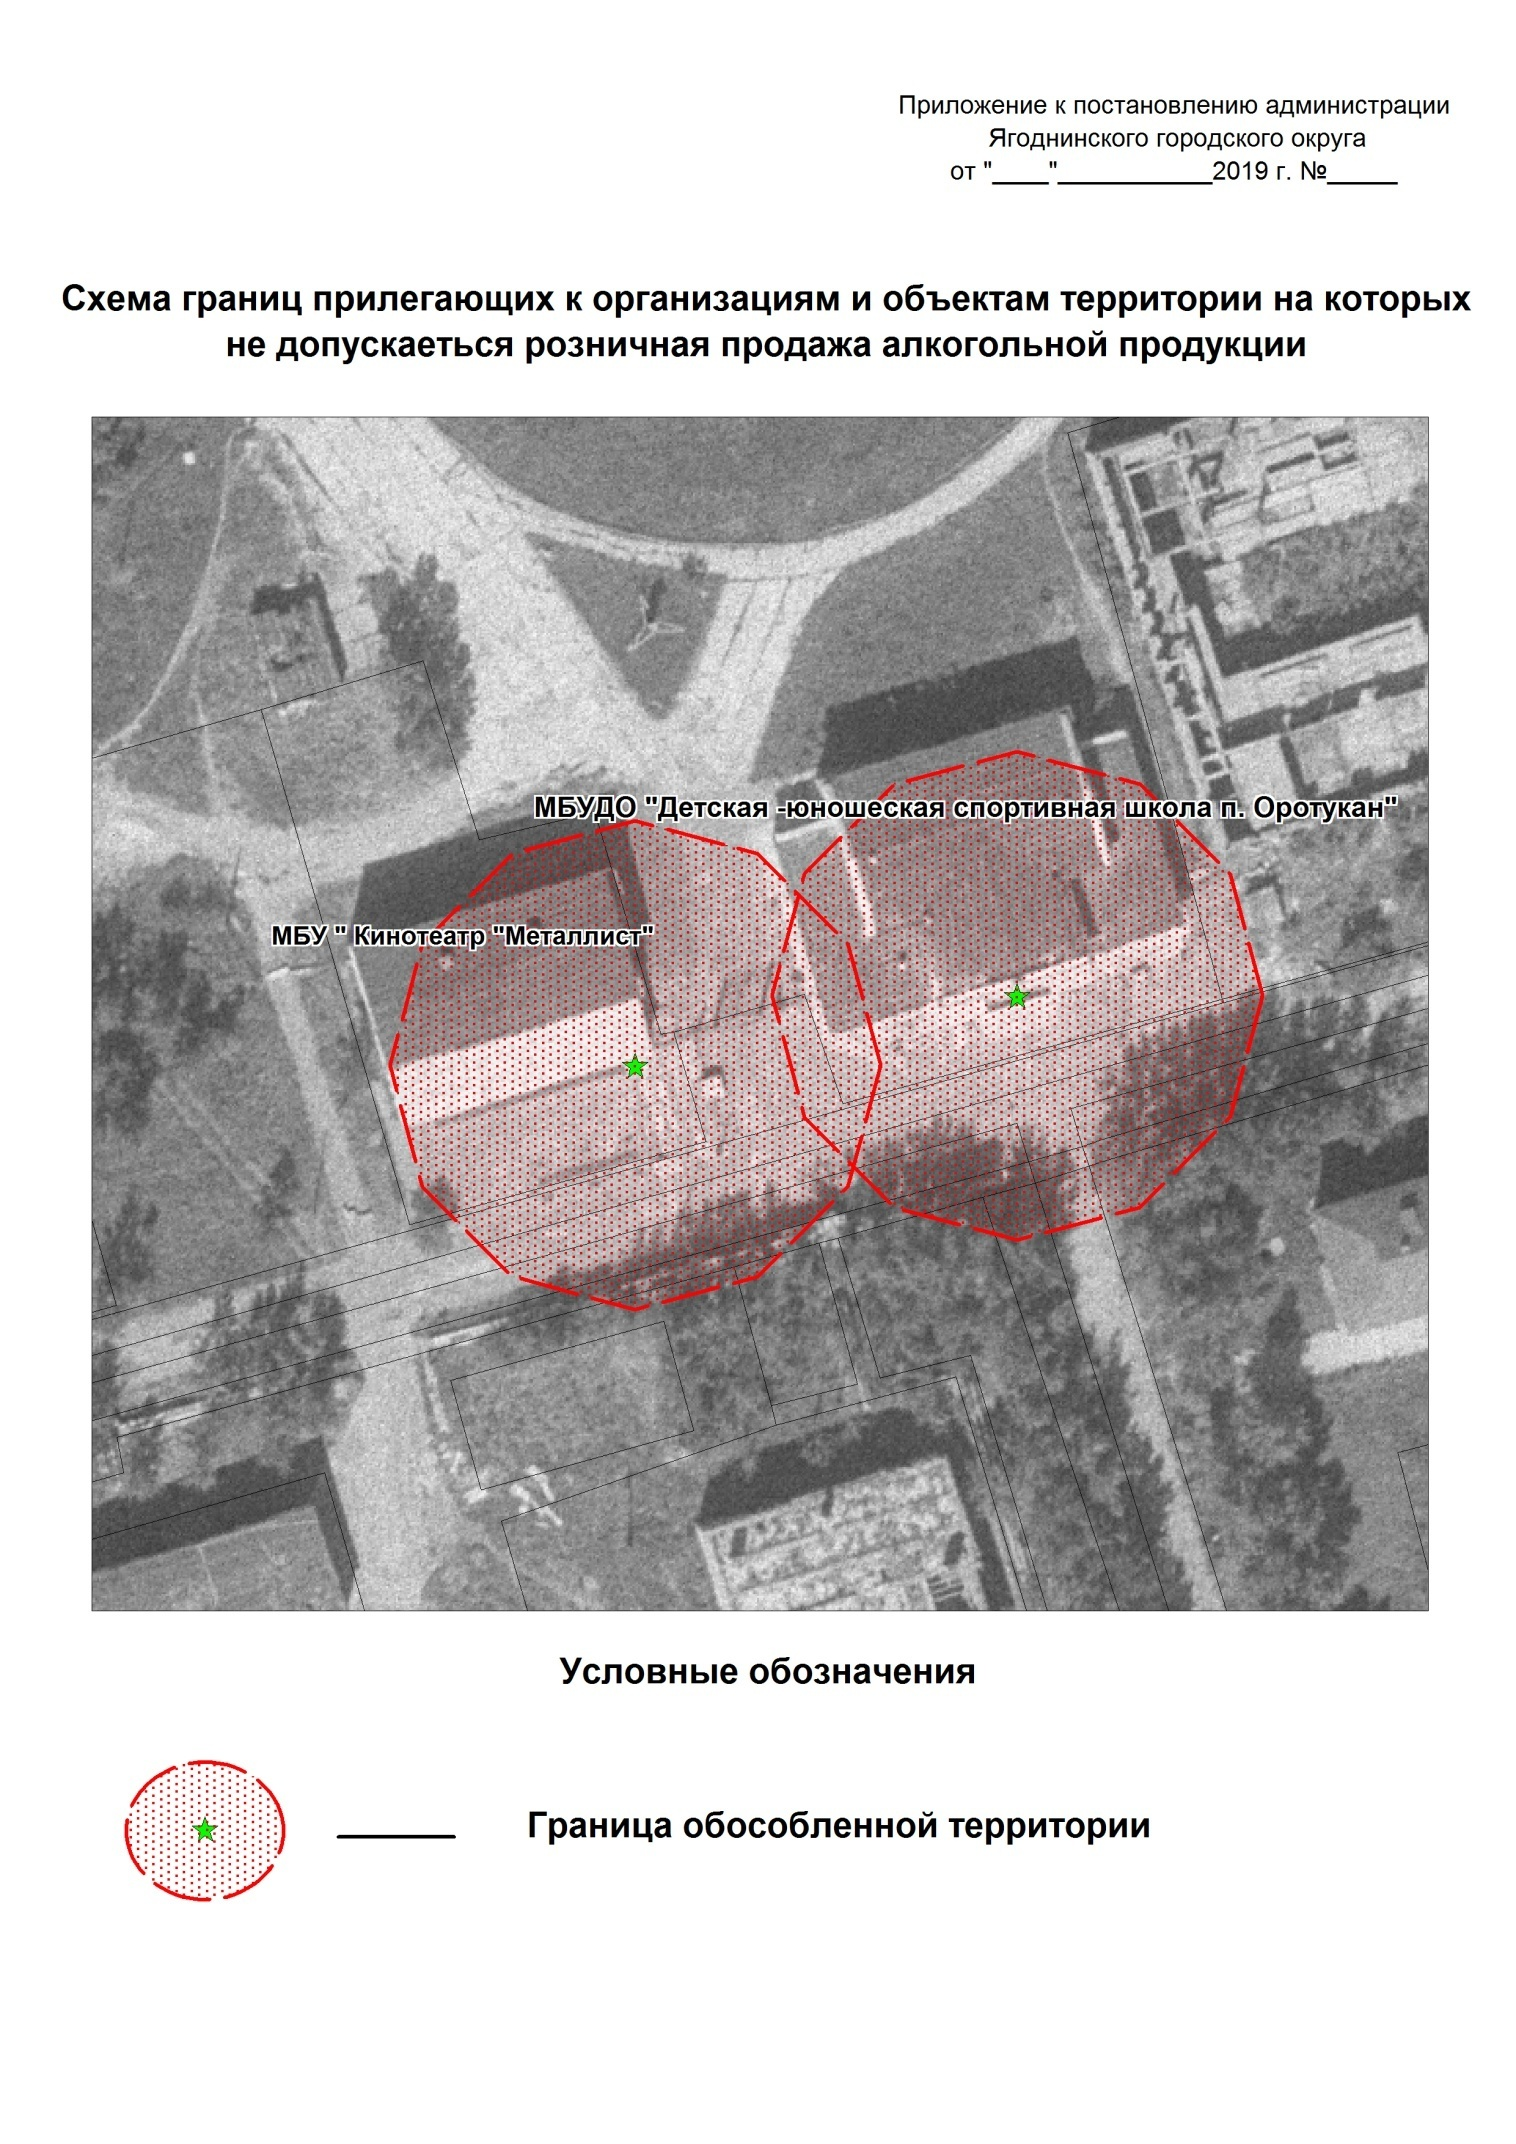 Приложение к постановлению администрации
Ягоднинского городского округа
от "____"___________2019 г. №_____
Схема границ прилегающих к организациям и объектам территории на которых
не допускаеться розничная продажа алкогольной продукции
МБУДО "Детская -юношеская спортивная школа п. Оротукан"
МБУ " Кинотеатр "Металлист"
Условные обозначения
Граница обособленной территории